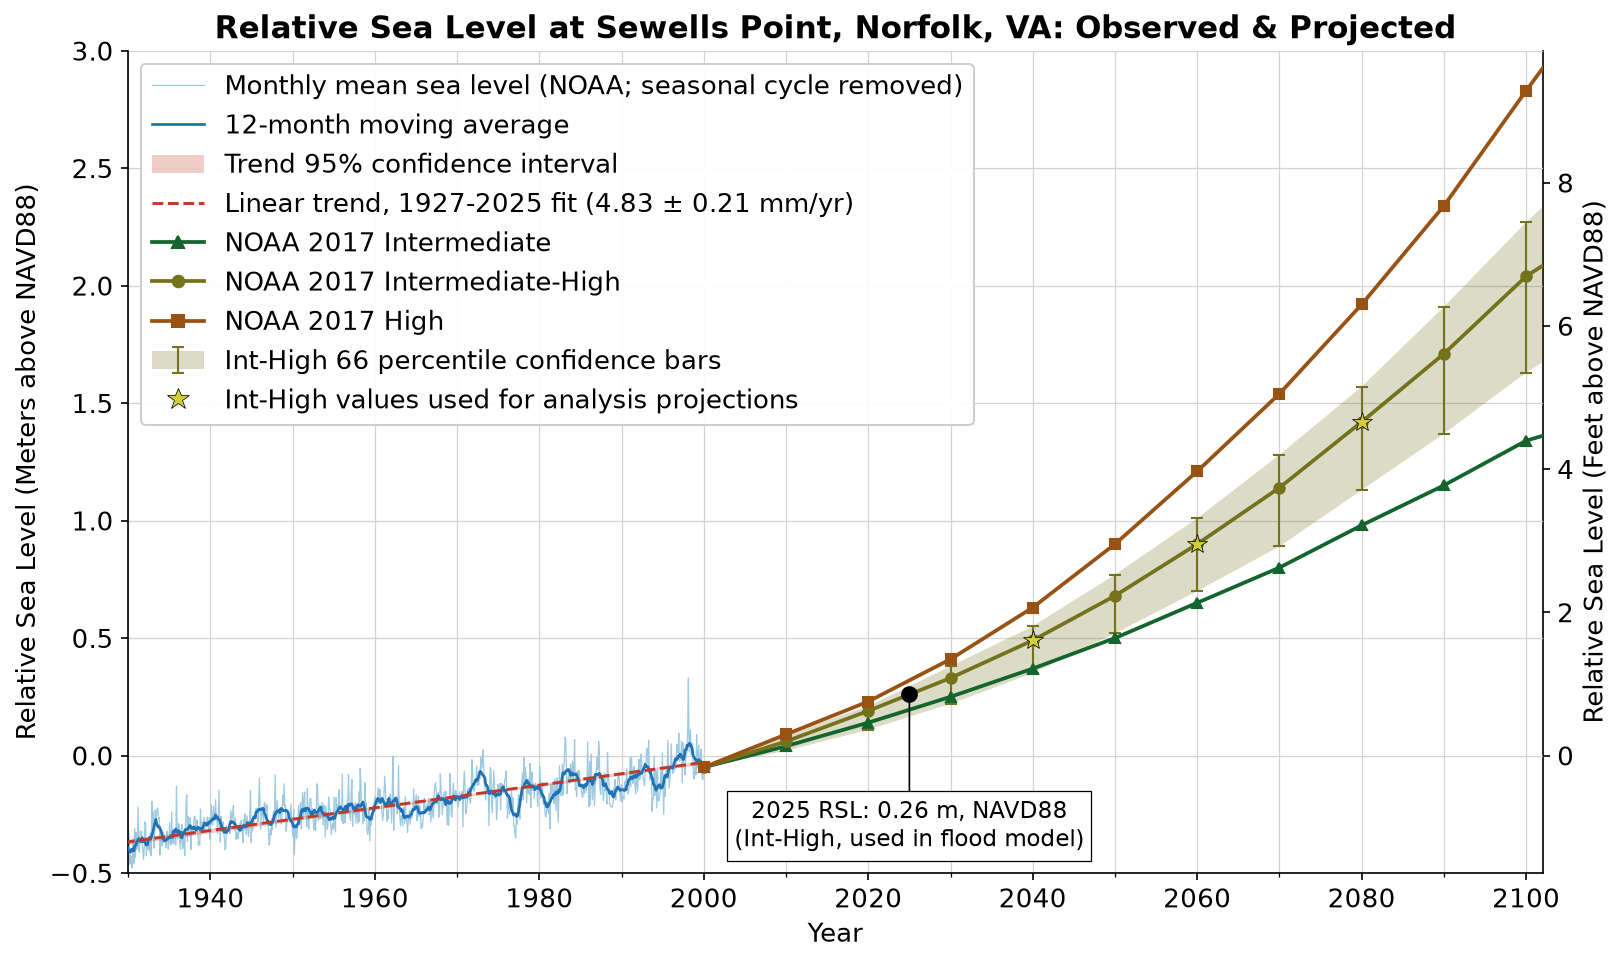 Relative Sea Level at Sewells Point, Norfolk, VA: Observed & Projected
Monthly mean sea level (NOAA; seasonal cycle removed)
12-month moving average
Trend 95% confidence interval
Linear trend, 1927-2025 fit (4.83 ± 0.21 mm/yr)
NOAA 2017 Intermediate
NOAA 2017 Intermediate-High
NOAA 2017 High
Int-High 66 percentile confidence bars
Int-High values used for analysis projections
Relative Sea Level (Meters above NAVD88)
3.0
2.5
2.0
1.5
1.0
0.5
0.0
−0.5
2025 RSL: 0.26 m, NAVD88
(Int-High, used in flood model)
8
6
4
2
0
Relative Sea Level (Feet above NAVD88)
1940 1960 1980 2000 2020 2040 2060 2080 2100
Year